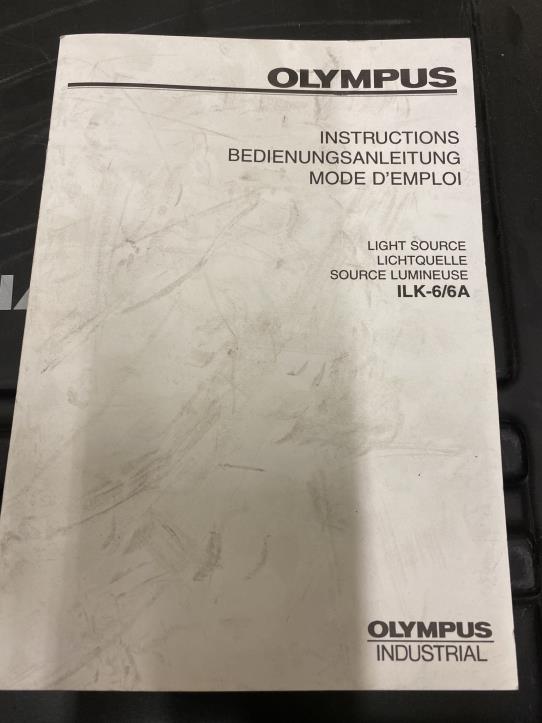 OLYMPUS
INSTRUCTIONS
BEDIENUNGSANLEITUNG
MODE D'EMPLOI
LIGHT SOURCE
LICHTQUELLE
SOURCE LUMINEUSE
ILK-6/6A
OLYMPUS
INDUSTRIAL